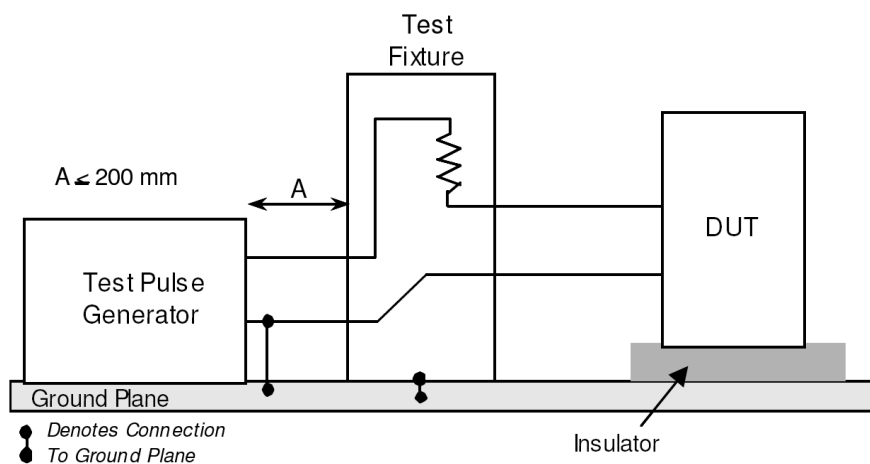 Test
Fixture
A ≤ 200 mm
A
DUT
Test Pulse
Generator
Ground Plane
Denotes Connection
To Ground Plane
Insulator